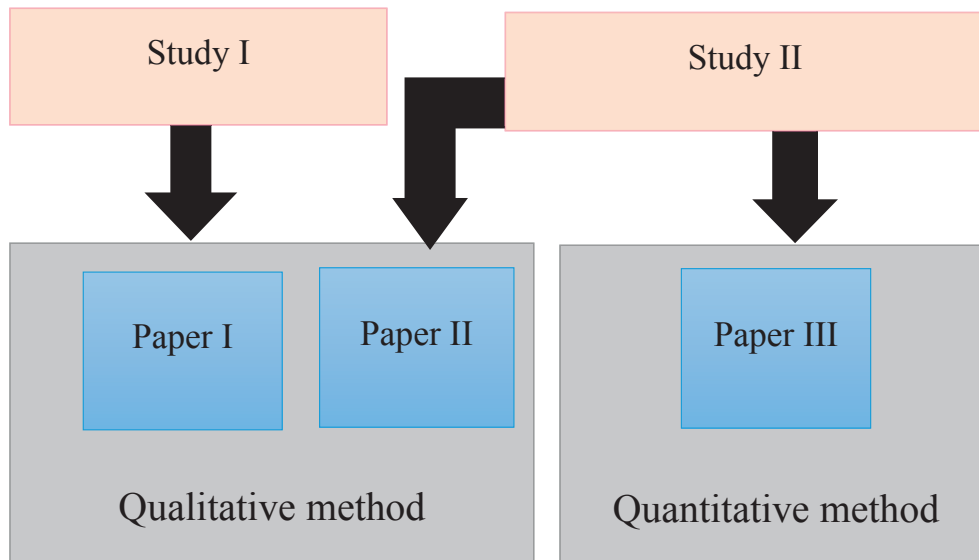 Study I
Study II
Paper I
Paper II
Paper III
Qualitative method
Quantitative method